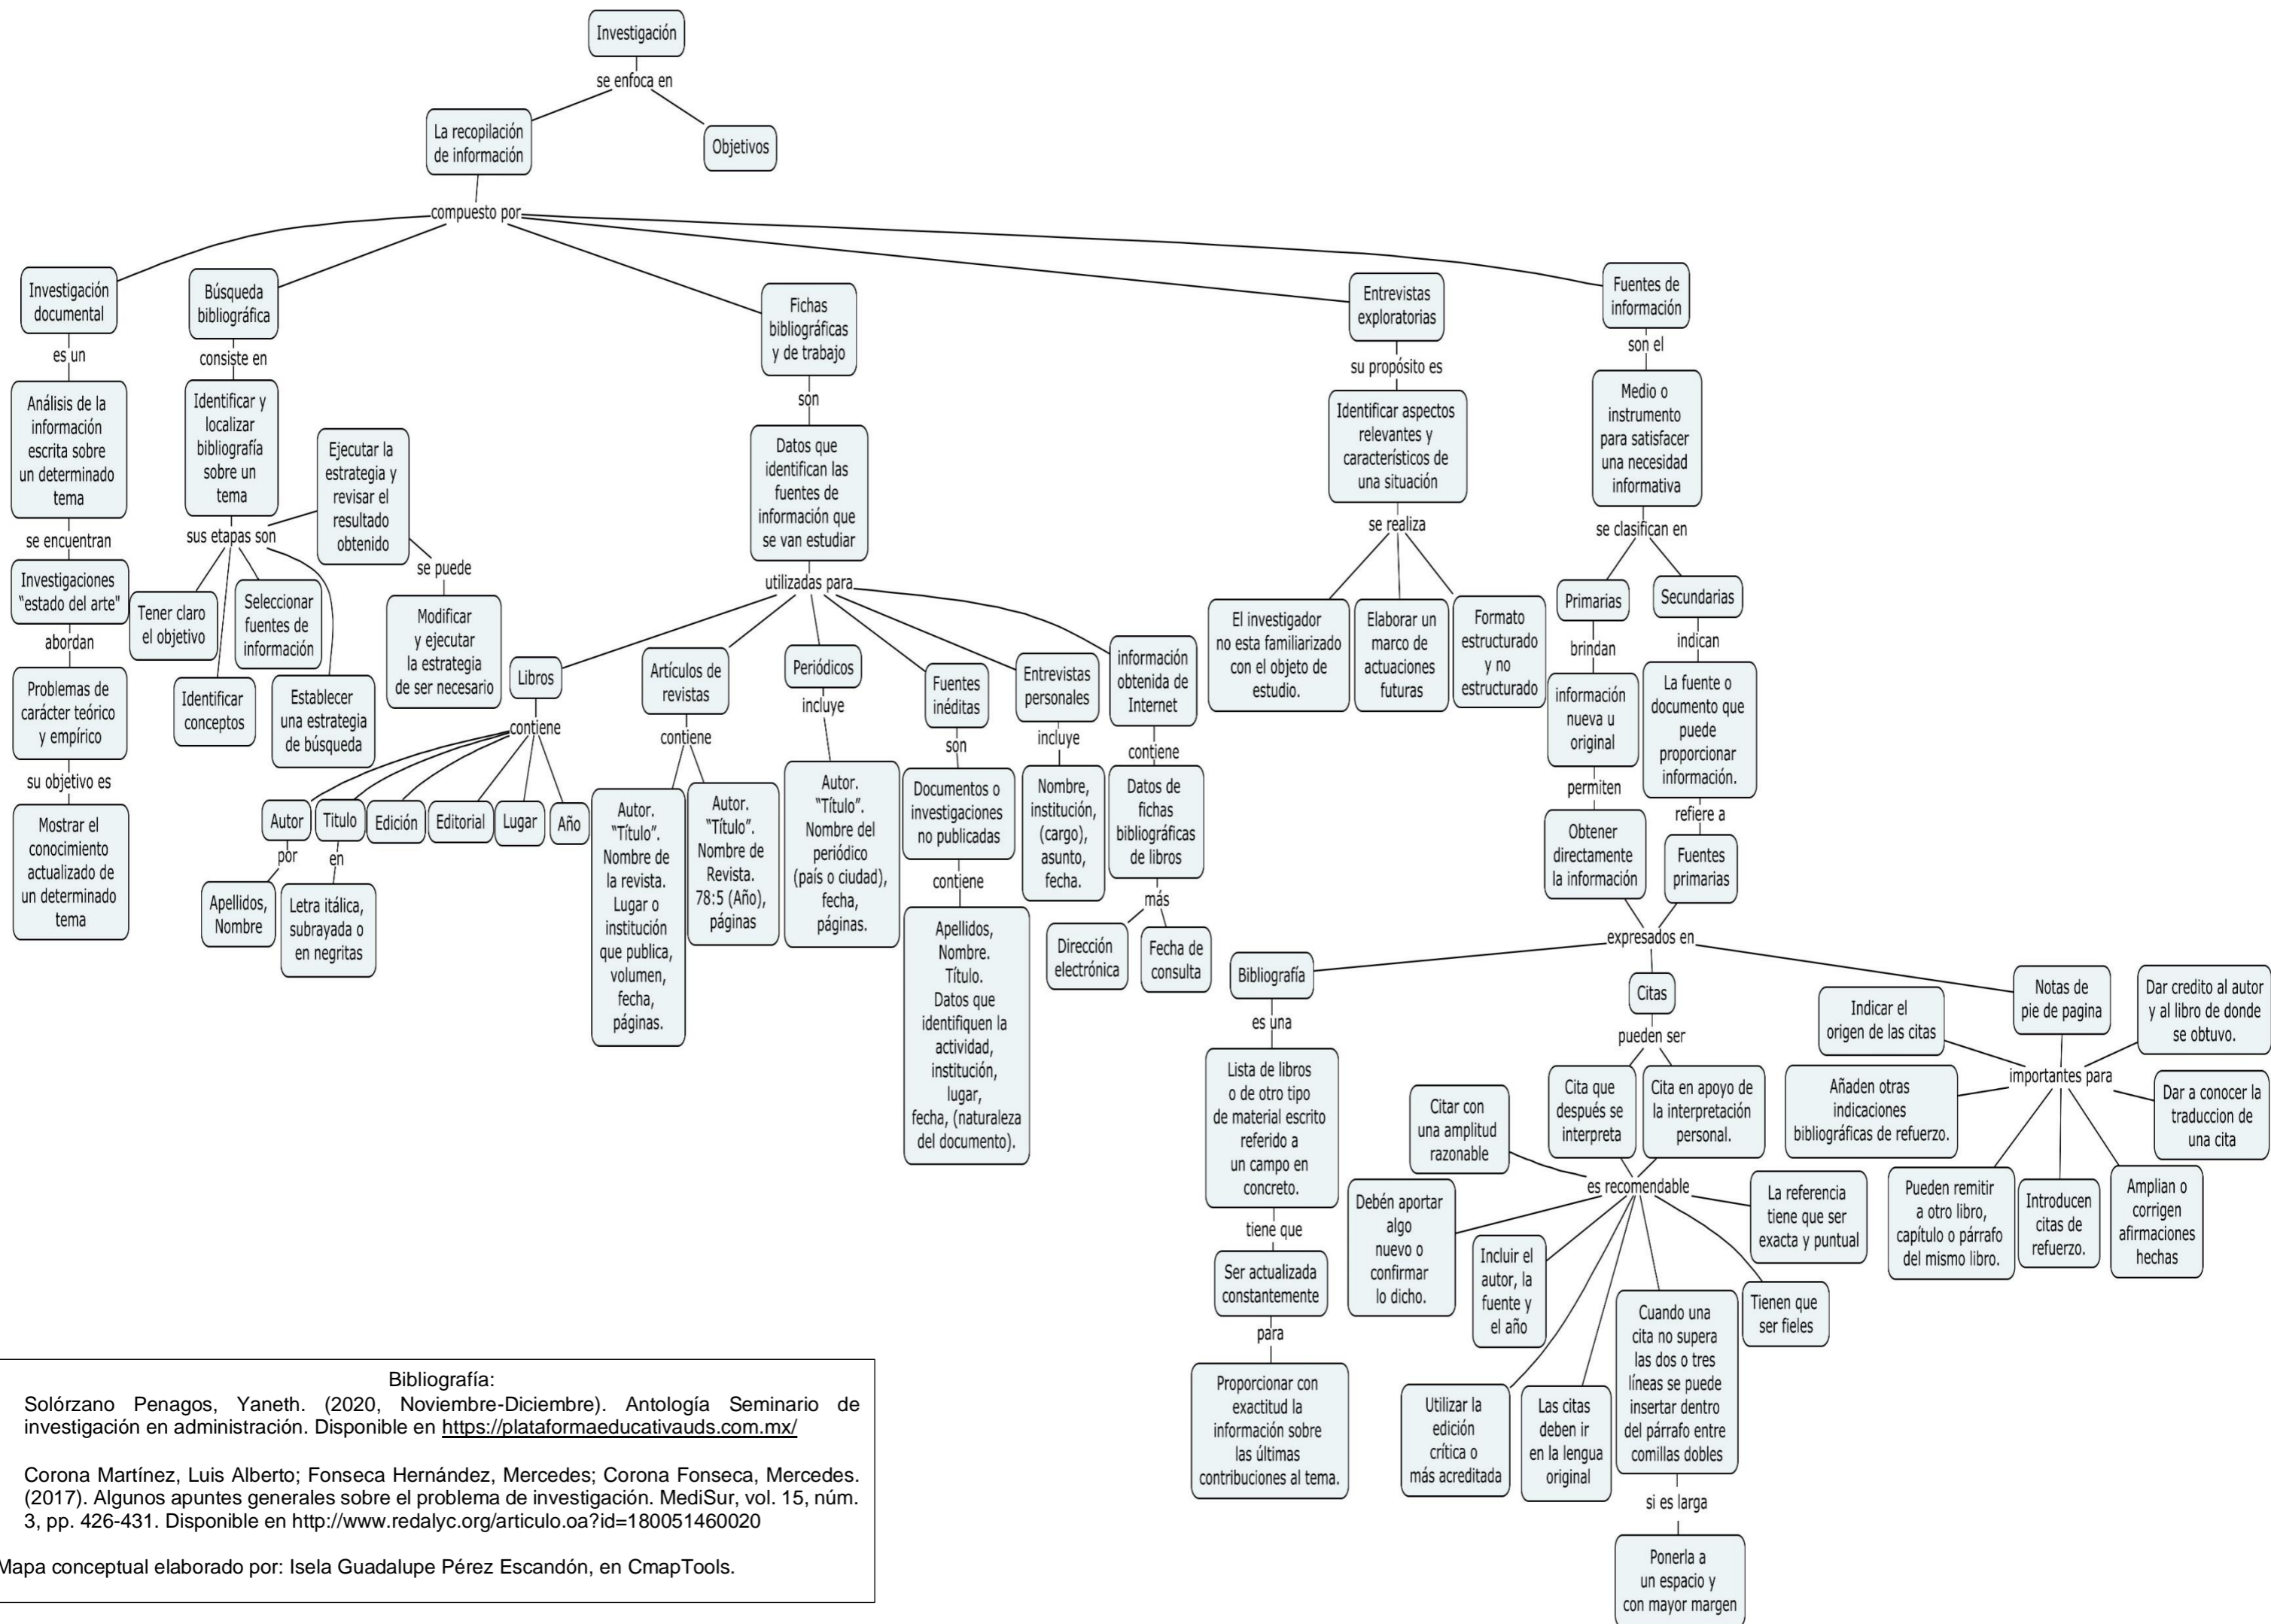 Investigación
se enfoca en
La recopilación
de información
Objetivos
compuesto por
Investigación
documental
es un
Análisis de la
información
escrita sobre
un determinado
tema
se encuentran
Investigaciones
“estado del arte"
abordan
Problemas de
carácter teórico
y empírico
su objetivo es
Mostrar el
conocimiento
actualizado de
un determinado
tema
Búsqueda
bibliográfica
consiste en
Identificar y
localizar
bibliografía
sobre un
tema
sus etapas son
Tener claro
el objetivo
Identificar
conceptos
Seleccionar
fuentes de
información
Establecer
una estrategia
de búsqueda
Ejecutar la
estrategia y
revisar el
resultado
obtenido
se puede
Modificar
y ejecutar
la estrategia
de ser necesario
Fichas
bibliográficas
y de trabajo
son
Datos que
identifican las
fuentes de
información que
se van estudiar
utilizadas para
Libros
contiene
Autor
por
Apellidos,
Nombre
Titulo
en
Letra itálica,
subrayada o
en negritas
Edición
Editorial
Lugar
Año
Artículos de
revistas
contiene
Autor.
“Título”.
Nombre de
la revista.
Lugar o
institución
que publica,
volumen,
fecha,
páginas.
Autor.
“Título”.
Nombre de
Revista.
78:5 (Año),
páginas
Periódicos
incluye
Autor.
“Título”.
Nombre del
periódico
(país o ciudad),
fecha,
páginas.
Fuentes
inéditas
son
Documentos o
investigaciones
no publicadas
contiene
Apellidos,
Nombre.
Título.
Datos que
identifiquen la
actividad,
institución,
lugar,
fecha, (naturaleza
del documento).
Entrevistas
personales
incluye
Nombre,
institución,
(cargo),
asunto,
fecha.
información
obtenida de
Internet
contiene
Datos de
fichas
bibliográficas
de libros
más
Dirección
electrónica
Fecha de
consulta
Entrevistas
exploratorias
su propósito es
Identificar aspectos
relevantes y
característicos de
una situación
se realiza
El investigador
no esta familiarizado
con el objeto de
estudio.
Elaborar un
marco de
actuaciones
futuras
Formato
estructurado
y no
estructurado
Fuentes de
información
son el
Medio o
instrumento
para satisfacer
una necesidad
informativa
se clasifican en
Primarias
brindan
información
nueva u
original
permiten
Obtener
directamente
la información
Secundarias
indican
La fuente o
documento que
puede
proporcionar
información.
refiere a
Fuentes
primarias
expresados en
Bibliografía
es una
Lista de libros
o de otro tipo
de material escrito
referido a
un campo en
concreto.
tiene que
Ser actualizada
constantemente
para
Proporcionar con
exactitud la
información sobre
las últimas
contribuciones al tema.
Citas
pueden ser
Cita que
después se
interpreta
Cita en apoyo de
la interpretación
personal.
es recomendable
Citar con
una amplitud
razonable
Debén aportar
algo
nuevo o
confirmar
lo dicho.
Incluir el
autor, la
fuente y
el año
Utilizar la
edición
crítica o
más acreditada
Las citas
deben ir
en la lengua
original
Cuando una
cita no supera
las dos o tres
líneas se puede
insertar dentro
del párrafo entre
comillas dobles
si es larga
Ponerla a
un espacio y
con mayor margen
Tienen que
ser fieles
La referencia
tiene que ser
exacta y puntual
Notas de
pie de pagina
importantes para
Indicar el
origen de las citas
Añaden otras
indicaciones
bibliográficas de refuerzo.
Pueden remitir
a otro libro,
capítulo o párrafo
del mismo libro.
Introducen
citas de
refuerzo.
Amplian o
corrigen
afirmaciones
hechas
Dar a conocer la
traduccion de
una cita
Dar credito al autor
y al libro de donde
se obtuvo.
Bibliografía:
Solórzano Penagos, Yaneth. (2020, Noviembre-Diciembre). Antología Seminario de
investigación en administración. Disponible en https://plataformaeducativauds.com.mx/
Corona Martínez, Luis Alberto; Fonseca Hernández, Mercedes; Corona Fonseca, Mercedes.
(2017). Algunos apuntes generales sobre el problema de investigación. MediSur, vol. 15, núm.
3, pp. 426-431. Disponible en http://www.redalyc.org/articulo.oa?id=180051460020
Mapa conceptual elaborado por: Isela Guadalupe Pérez Escandón, en CmapTools.